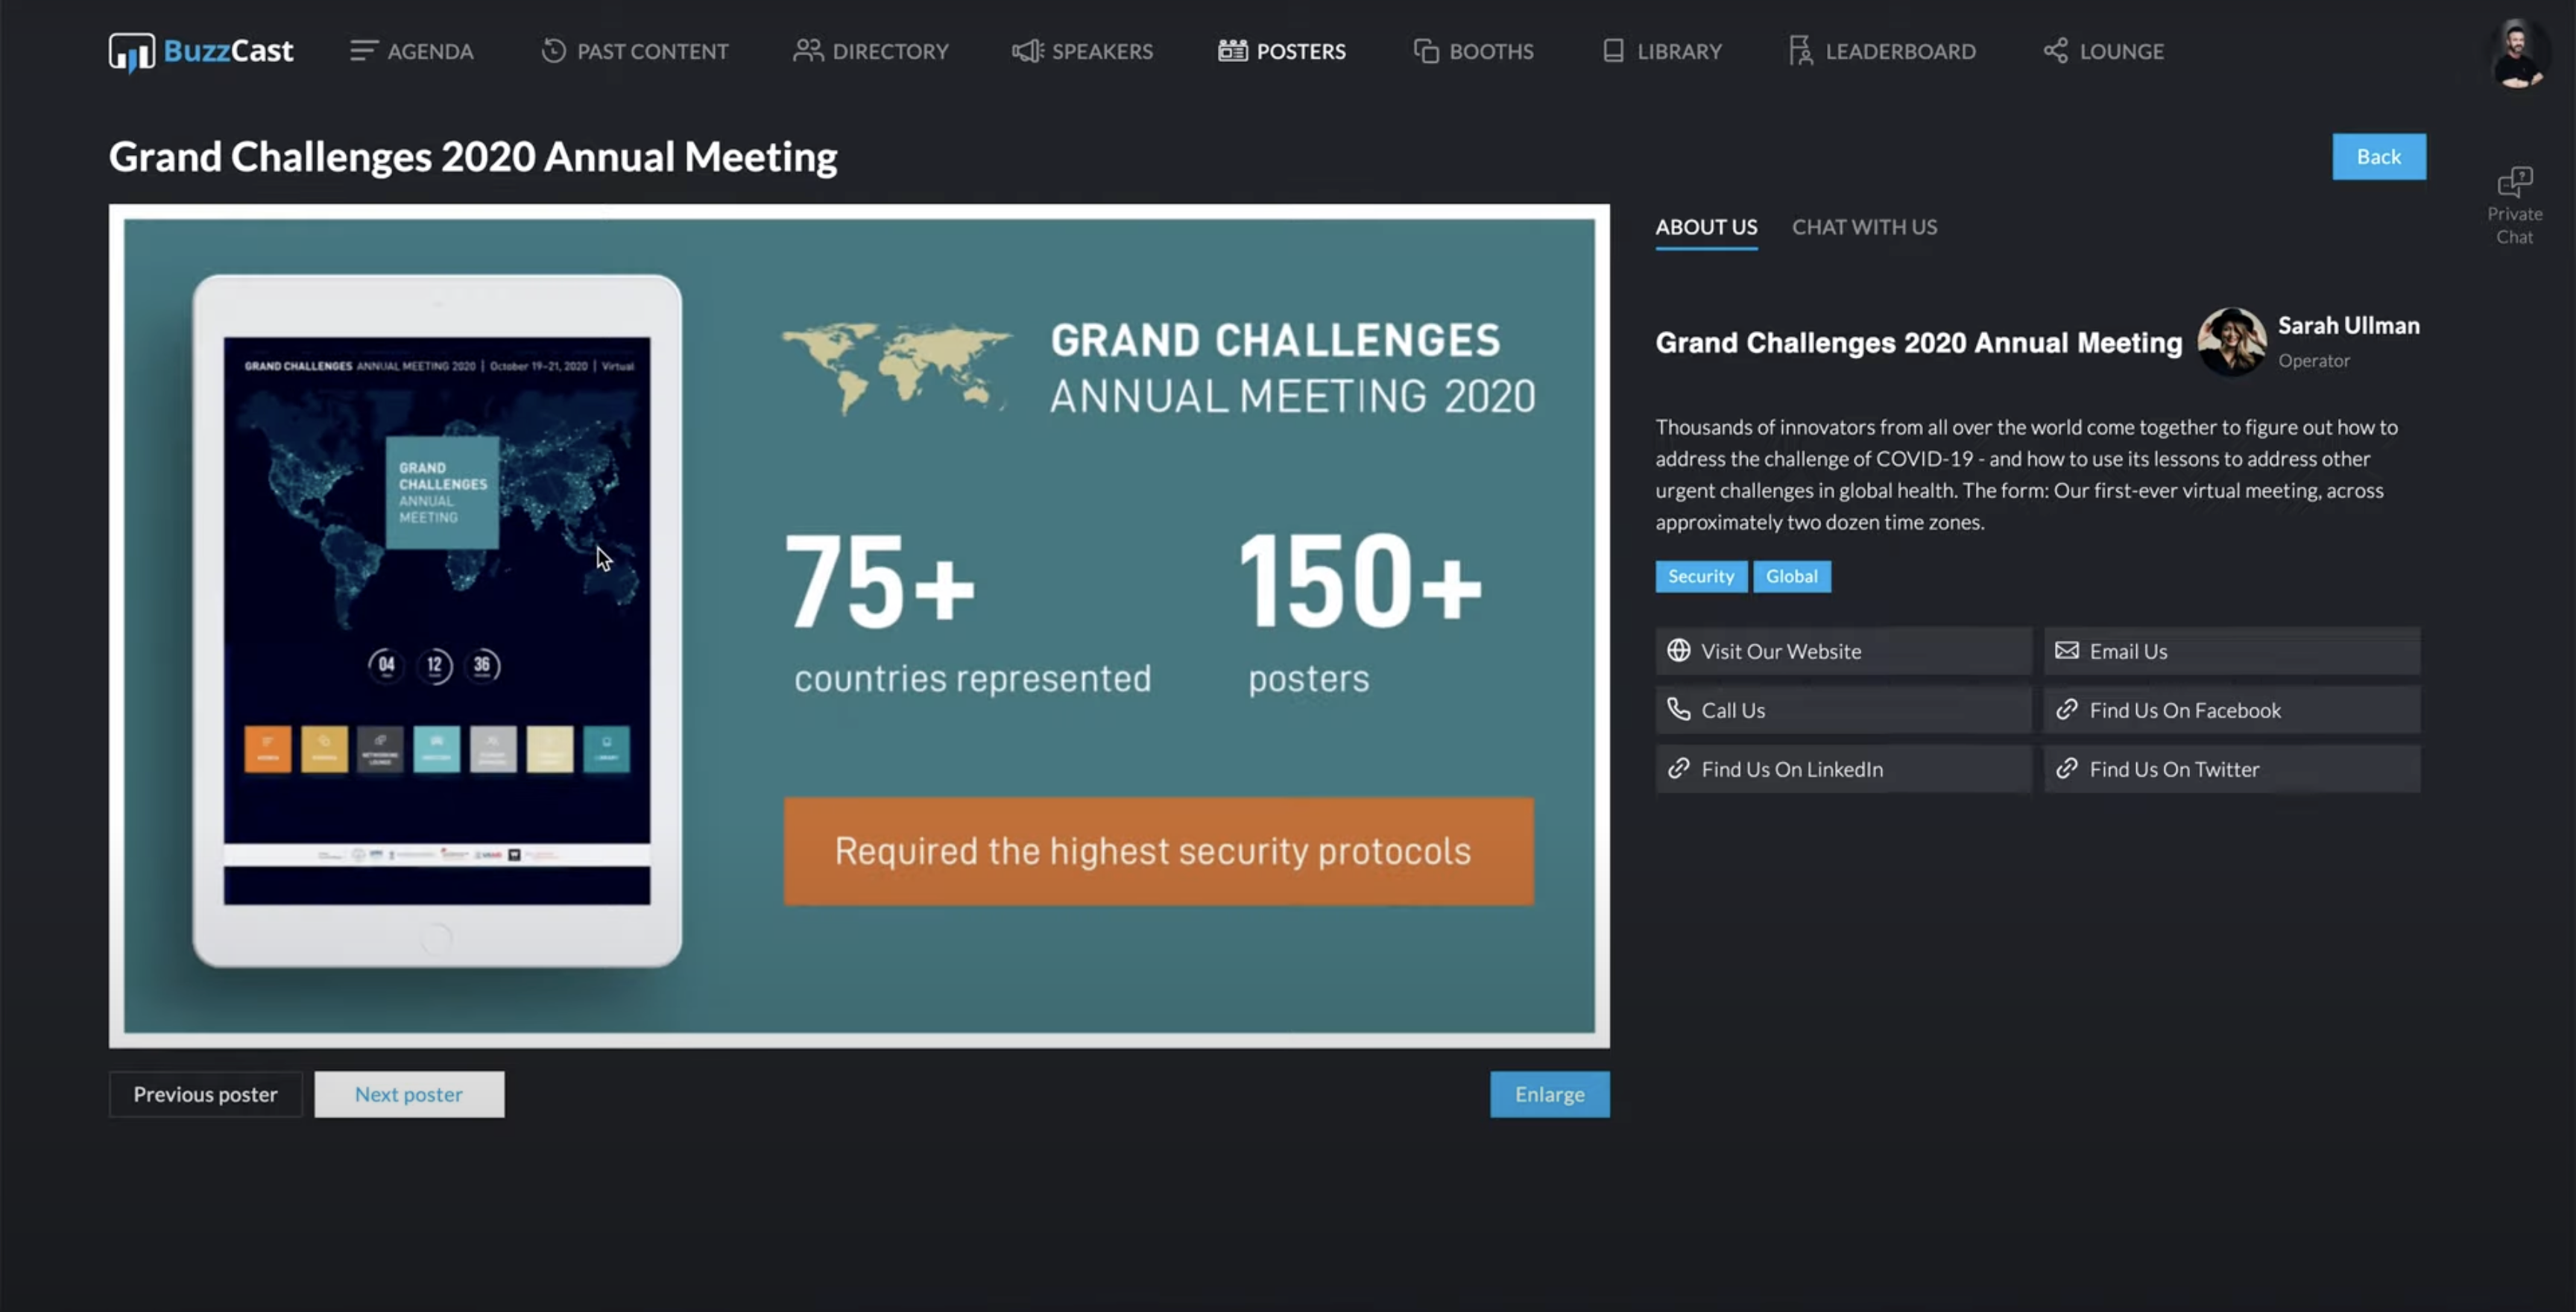 BuzzCast
AGENDA
PAST CONTENT
DIRECTORY
SPEAKERS
POSTERS
BOOTHS
LIBRARY
LEADERBOARD
LOUNGE
Grand Challenges 2020 Annual Meeting
Back
Private
Chat
GRAND CHALLENGES ANNUAL MEETING 2020 | October 19-21, 2020 | Virtual
GRAND
CHALLENGES
ANNUAL
MEETING
04
12
36
GRAND CHALLENGES
ANNUAL MEETING 2020
75+
countries represented
150+
posters
Required the highest security protocols
Previous poster
Next poster
Enlarge
ABOUT US
CHAT WITH US
Grand Challenges 2020 Annual Meeting
Sarah Ullman
Operator
Thousands of innovators from all over the world come together to figure out how to
address the challenge of COVID-19 - and how to use its lessons to address other
urgent challenges in global health. The form: Our first-ever virtual meeting, across
approximately two dozen time zones.
Security
Global
Visit Our Website
Email Us
Call Us
Find Us On Facebook
Find Us On LinkedIn
Find Us On Twitter